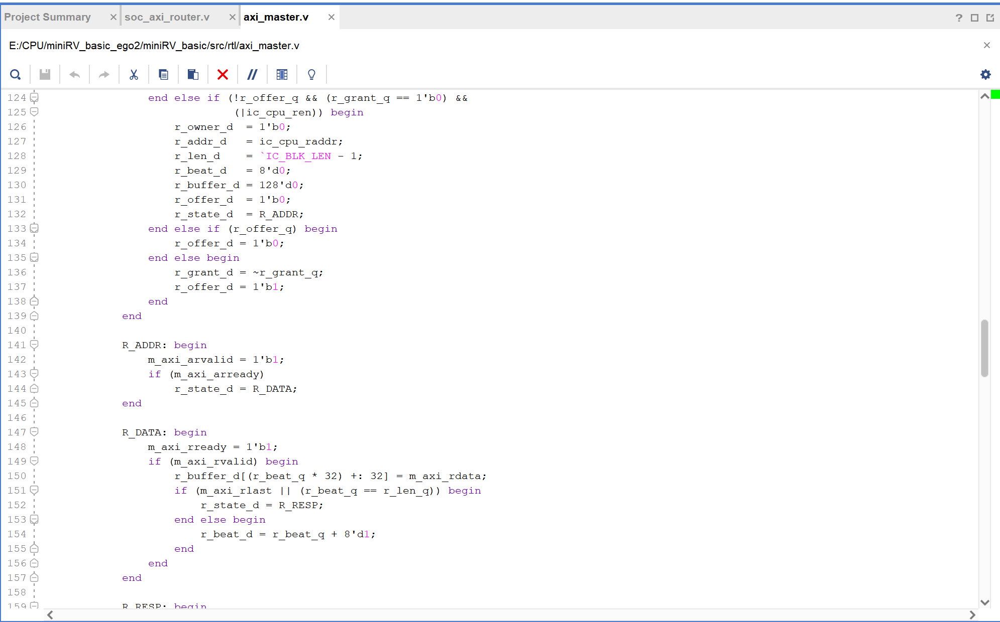 Project Summary × soc_axi_router.v × axi_master.v × ?
E:/CPU/miniRV_basic_ego2/miniRV_basic/src/rtl/axi_master.v ×
124 end else if (!r_offer_q && (r_grant_q == 1'b0) &&
125 (|ic_cpu_ren)) begin
126 r_owner_d  = 1'b0;
127 r_addr_d   = ic_cpu_raddr;
128 r_len_d    = `IC_BLK_LEN - 1;
129 r_beat_d   = 8'd0;
130 r_buffer_d = 128'd0;
131 r_offer_d  = 1'b0;
132 r_state_d  = R_ADDR;
133 end else if (r_offer_q) begin
134 r_offer_d = 1'b0;
135 end else begin
136 r_grant_d = ~r_grant_q;
137 r_offer_d = 1'b1;
138 end
139 end
140
141 R_ADDR: begin
142 m_axi_arvalid = 1'b1;
143 if (m_axi_arready)
144 r_state_d = R_DATA;
145 end
146
147 R_DATA: begin
148 m_axi_rready = 1'b1;
149 if (m_axi_rvalid) begin
150 r_buffer_d[(r_beat_q * 32) +: 32] = m_axi_rdata;
151 if (m_axi_rlast || (r_beat_q == r_len_q)) begin
152 r_state_d = R_RESP;
153 end else begin
154 r_beat_d = r_beat_q + 8'd1;
155 end
156 end
157 end
158
159 R_RESP: begin